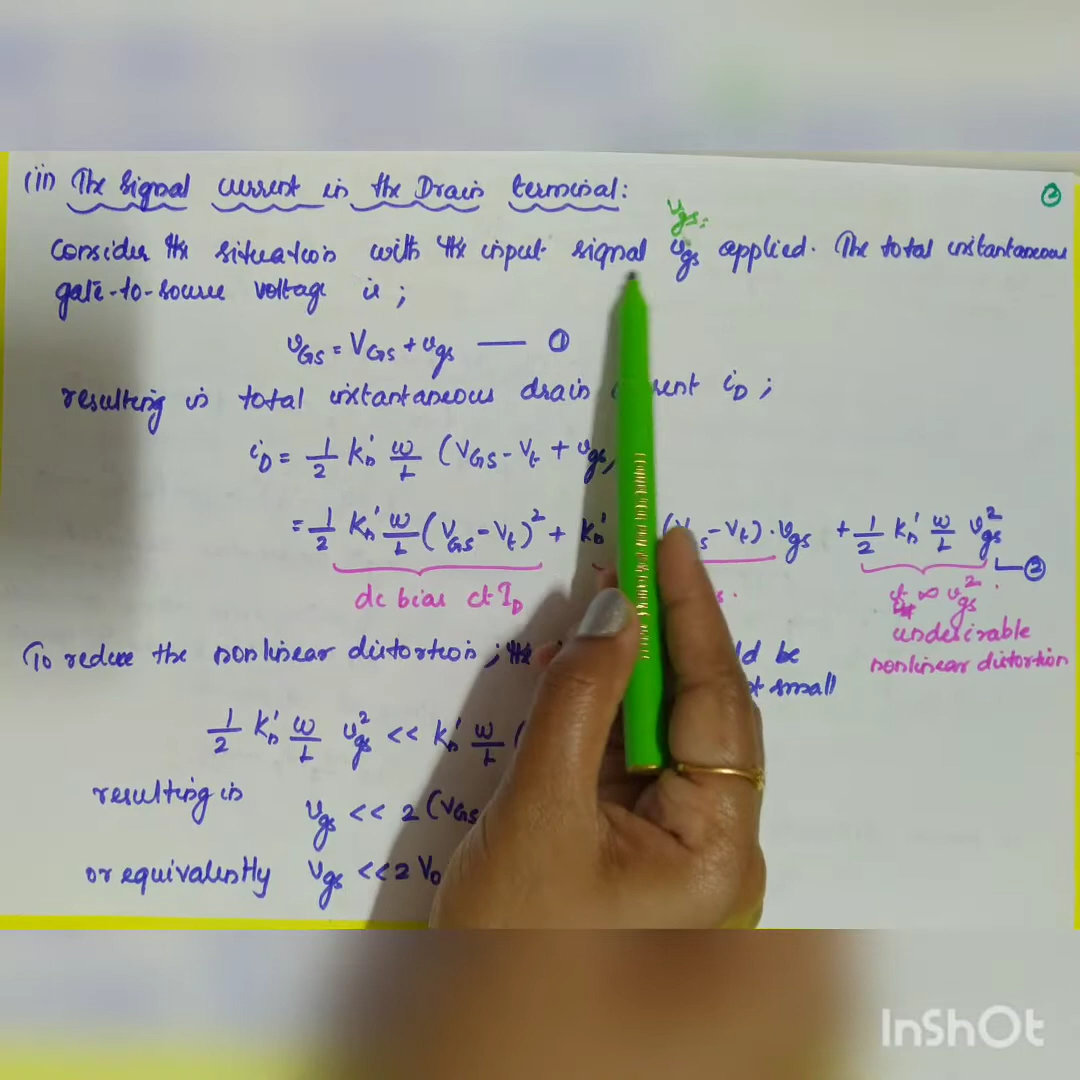 (ii) The Signal current in the Drain terminal: ②
Vgs.
Consider the situation with the input signal vgs applied. The total instantaneous
gate-to-source voltage is ;
vGS = VGS + vgs —— ①
resulting in total instantaneous drain iD ;
iD = 1/2 kn' W/L (VGS - Vt + vgs
= 1/2 kn' W/L (VGS - Vt)² + kn' - Vt) . vgs + 1/2 kn' W/L vgs² —②
dc bias ct ID ∝ vgs²
undesirable
nonlinear distortion
To reduce the nonlinear distortion ; the be
small
1/2 kn' W/L vgs² << kn' W/L (
resulting in vgs << 2 (VGS
or equivalently vgs << 2 Vo
InShOt